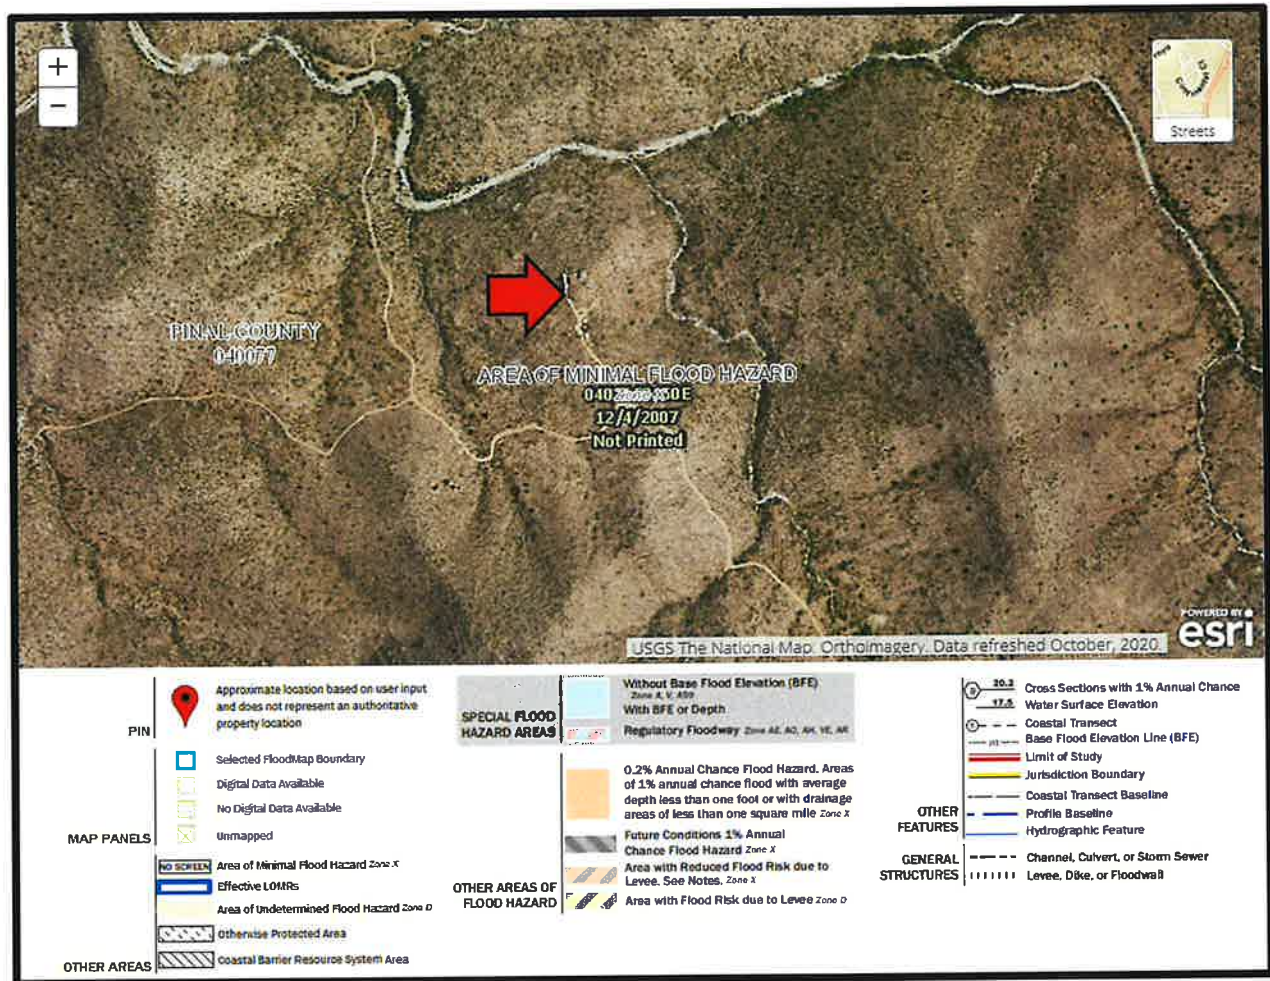 +
−
Streets
PINAL COUNTY
040077
AREA OF MINIMAL FLOOD HAZARD
Zone X
12/4/2007
Not Printed
POWERED BY
esri
USGS The National Map: Orthoimagery. Data refreshed October, 2020.
PIN
Approximate location based on user input
and does not represent an authoritative
property location
MAP PANELS
Selected FloodMap Boundary
Digital Data Available
No Digital Data Available
Unmapped
OTHER AREAS
NO SCREEN Area of Minimal Flood Hazard Zone X
Effective LOMRs
Area of Undetermined Flood Hazard Zone D
Otherwise Protected Area
Coastal Barrier Resource System Area
SPECIAL FLOOD
HAZARD AREAS
Without Base Flood Elevation (BFE)
Zone A, V, A99
With BFE or Depth
Regulatory Floodway Zone AE, AO, AH, VE, AR
OTHER AREAS OF
FLOOD HAZARD
0.2% Annual Chance Flood Hazard, Areas
of 1% annual chance flood with average
depth less than one foot or with drainage
areas of less than one square mile Zone X
Future Conditions 1% Annual
Chance Flood Hazard Zone X
Area with Reduced Flood Risk due to
Levee. See Notes. Zone X
Area with Flood Risk due to Levee Zone D
OTHER
FEATURES
20.2 Cross Sections with 1% Annual Chance
17.5 Water Surface Elevation
Coastal Transect
Base Flood Elevation Line (BFE)
Limit of Study
Jurisdiction Boundary
Coastal Transect Baseline
Profile Baseline
Hydrographic Feature
GENERAL
STRUCTURES
Channel, Culvert, or Storm Sewer
Levee, Dike, or Floodwall